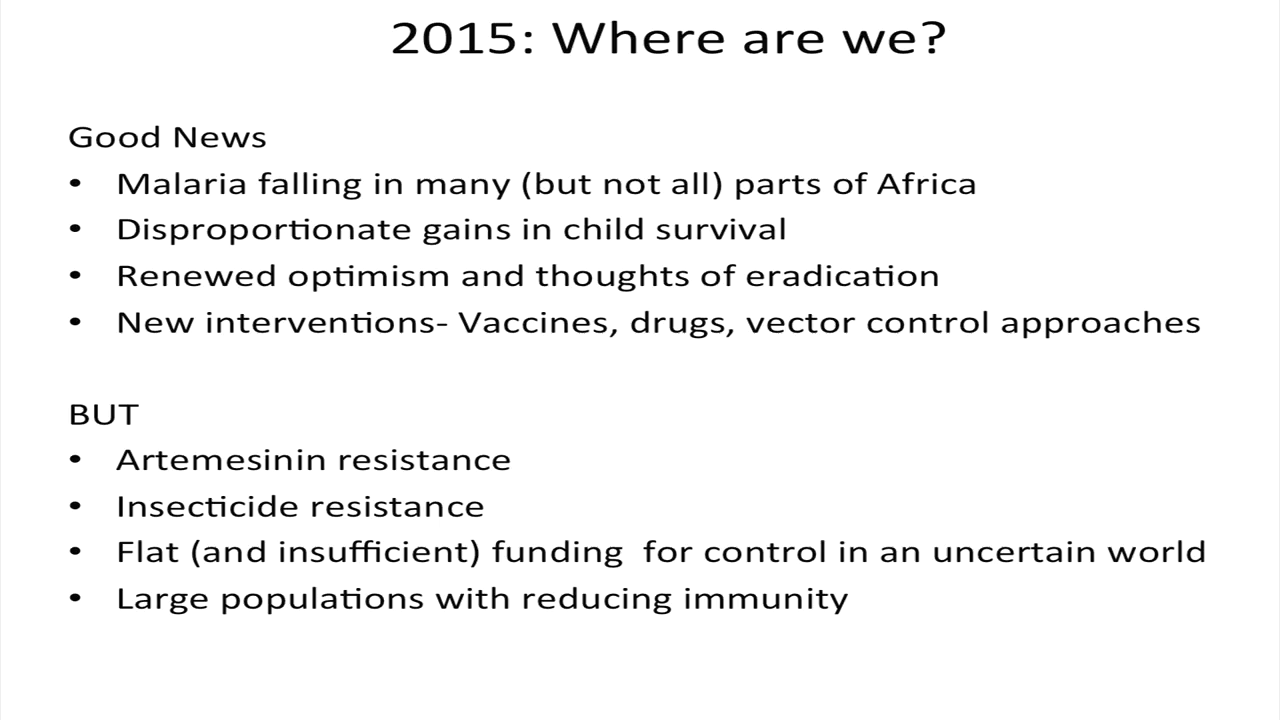 2015: Where are we?
Good News
• Malaria falling in many (but not all) parts of Africa
• Disproportionate gains in child survival
• Renewed optimism and thoughts of eradication
• New interventions- Vaccines, drugs, vector control approaches
BUT
• Artemesinin resistance
• Insecticide resistance
• Flat (and insufficient) funding  for control in an uncertain world
• Large populations with reducing immunity